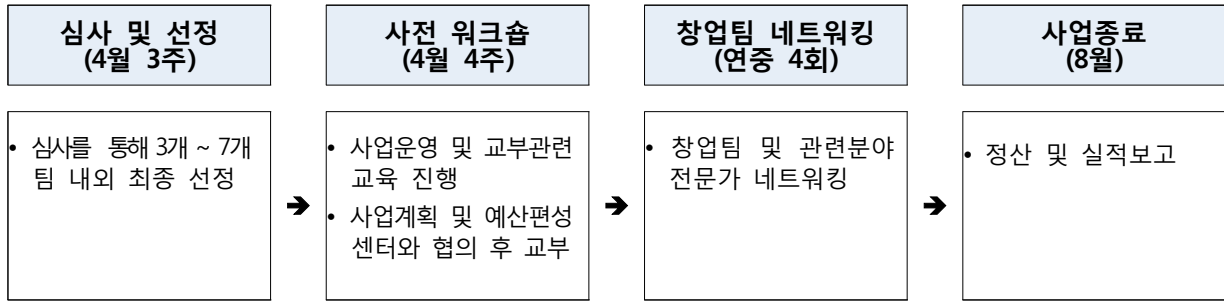 심사 및 선정
(4월 3주)
• 심사를 통해 3개 ~ 7개
팀 내외 최종 선정
➔
사전 워크숍
(4월 4주)
• 사업운영 및 교부관련
교육 진행
• 사업계획 및 예산편성
센터와 협의 후 교부
➔
창업팀 네트워킹
(연중 4회)
• 창업팀 및 관련분야
전문가 네트워킹
➔
사업종료
(8월)
• 정산 및 실적보고